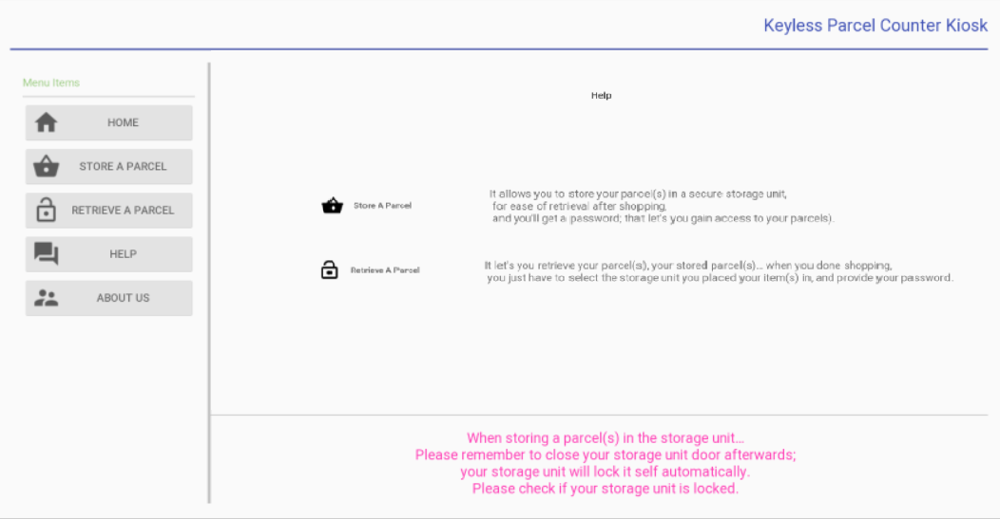 Keyless Parcel Counter Kiosk
Menu Items
HOME
STORE A PARCEL
RETRIEVE A PARCEL
HELP
ABOUT US
Help
Store A Parcel
It allows you to store your parcel(s) in a secure storage unit,
for ease of retrieval after shopping,
and you'll get a password; that let's you gain access to your parcels).
Retrieve A Parcel
It let's you retrieve your parcel(s), your stored parcel(s)... when you done shopping,
you just have to select the storage unit you placed your item(s) in, and provide your password.
When storing a parcel(s) in the storage unit...
Please remember to close your storage unit door afterwards;
your storage unit will lock it self automatically.
Please check if your storage unit is locked.